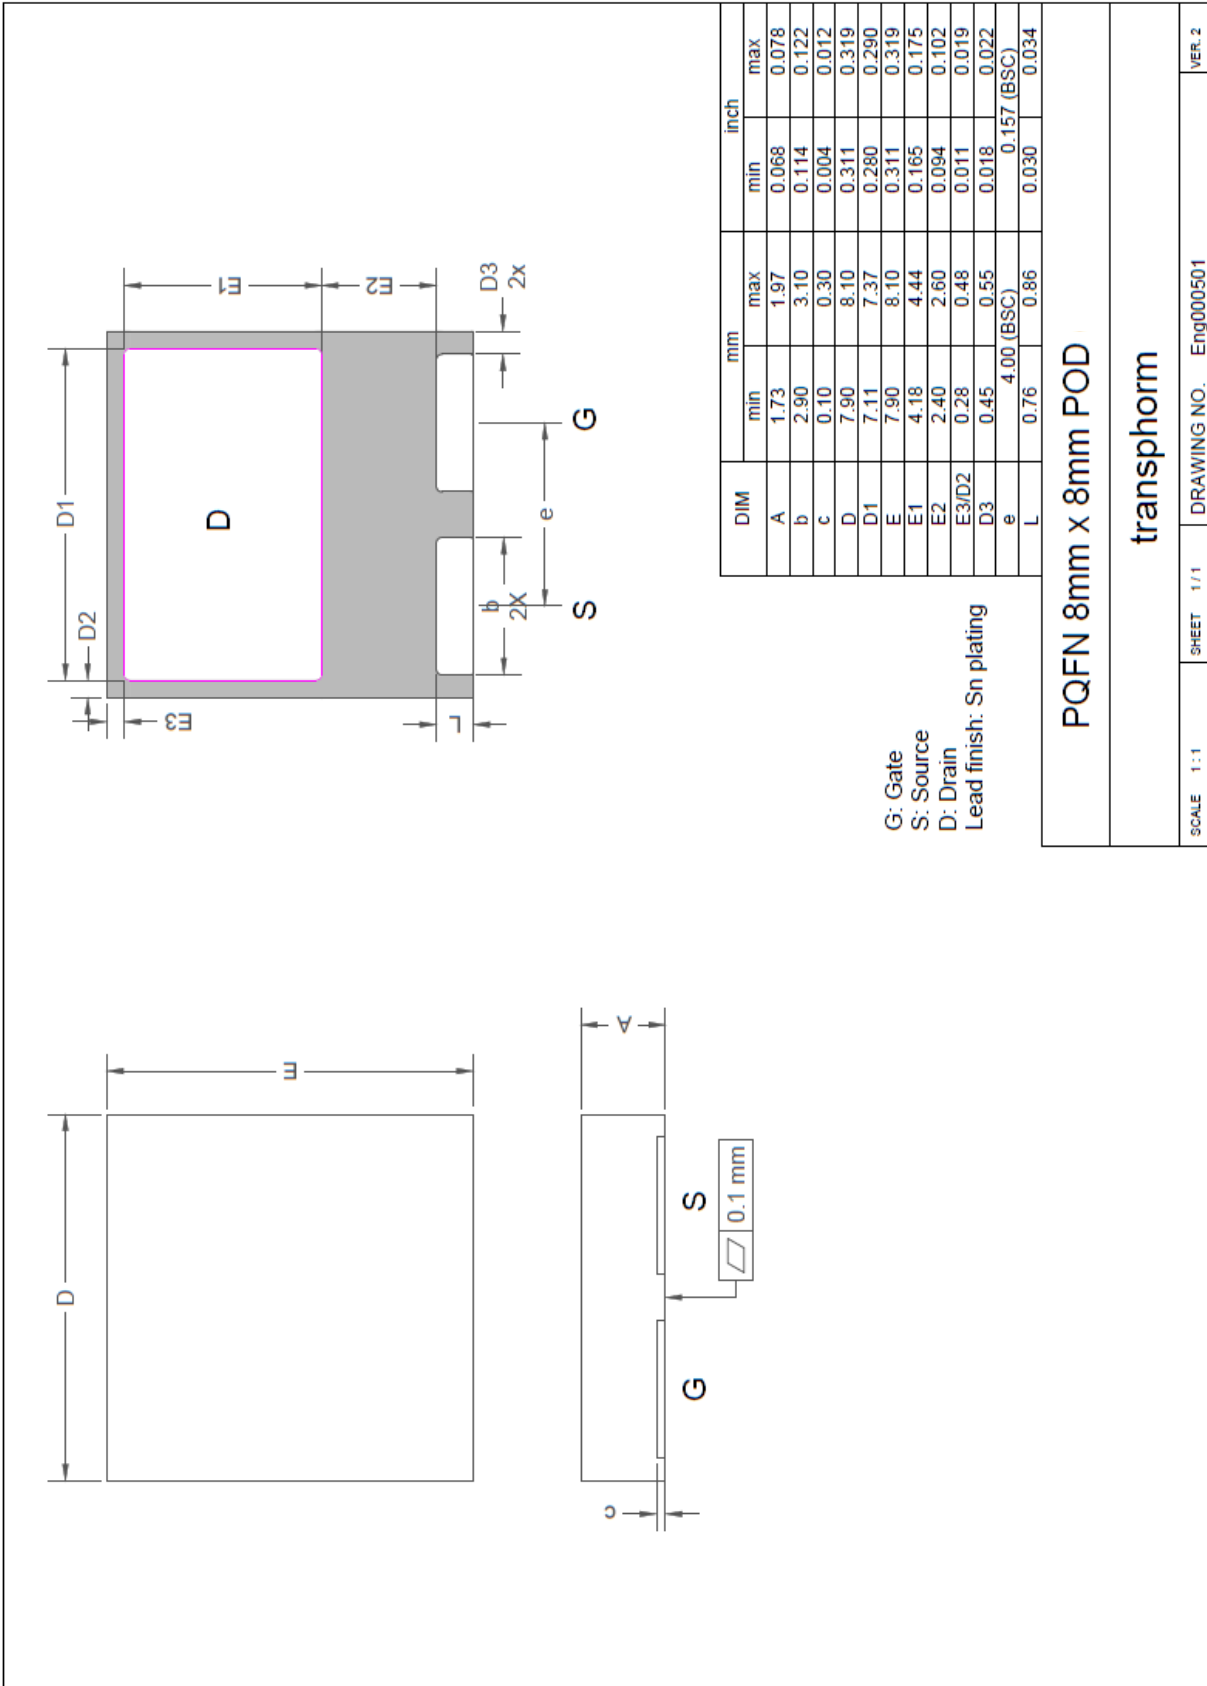 D
E
A
c
G
S
0.1 mm
D2
D1
E3
D
E1
E2
L
b
2X
e
D3
2x
S
G
G: Gate
S: Source
D: Drain
Lead finish: Sn plating
DIM mm inch
min max min max
A 1.73 1.97 0.068 0.078
b 2.90 3.10 0.114 0.122
c 0.10 0.30 0.004 0.012
D 7.90 8.10 0.311 0.319
D1 7.11 7.37 0.280 0.290
E 7.90 8.10 0.311 0.319
E1 4.18 4.44 0.165 0.175
E2 2.40 2.60 0.094 0.102
E3/D2 0.28 0.48 0.011 0.019
D3 0.45 0.55 0.018 0.022
e 4.00 (BSC) 0.157 (BSC)
L 0.76 0.86 0.030 0.034
PQFN 8mm x 8mm POD
transphorm
SCALE 1:1 SHEET 1/1 DRAWING NO. Eng000501 VER. 2